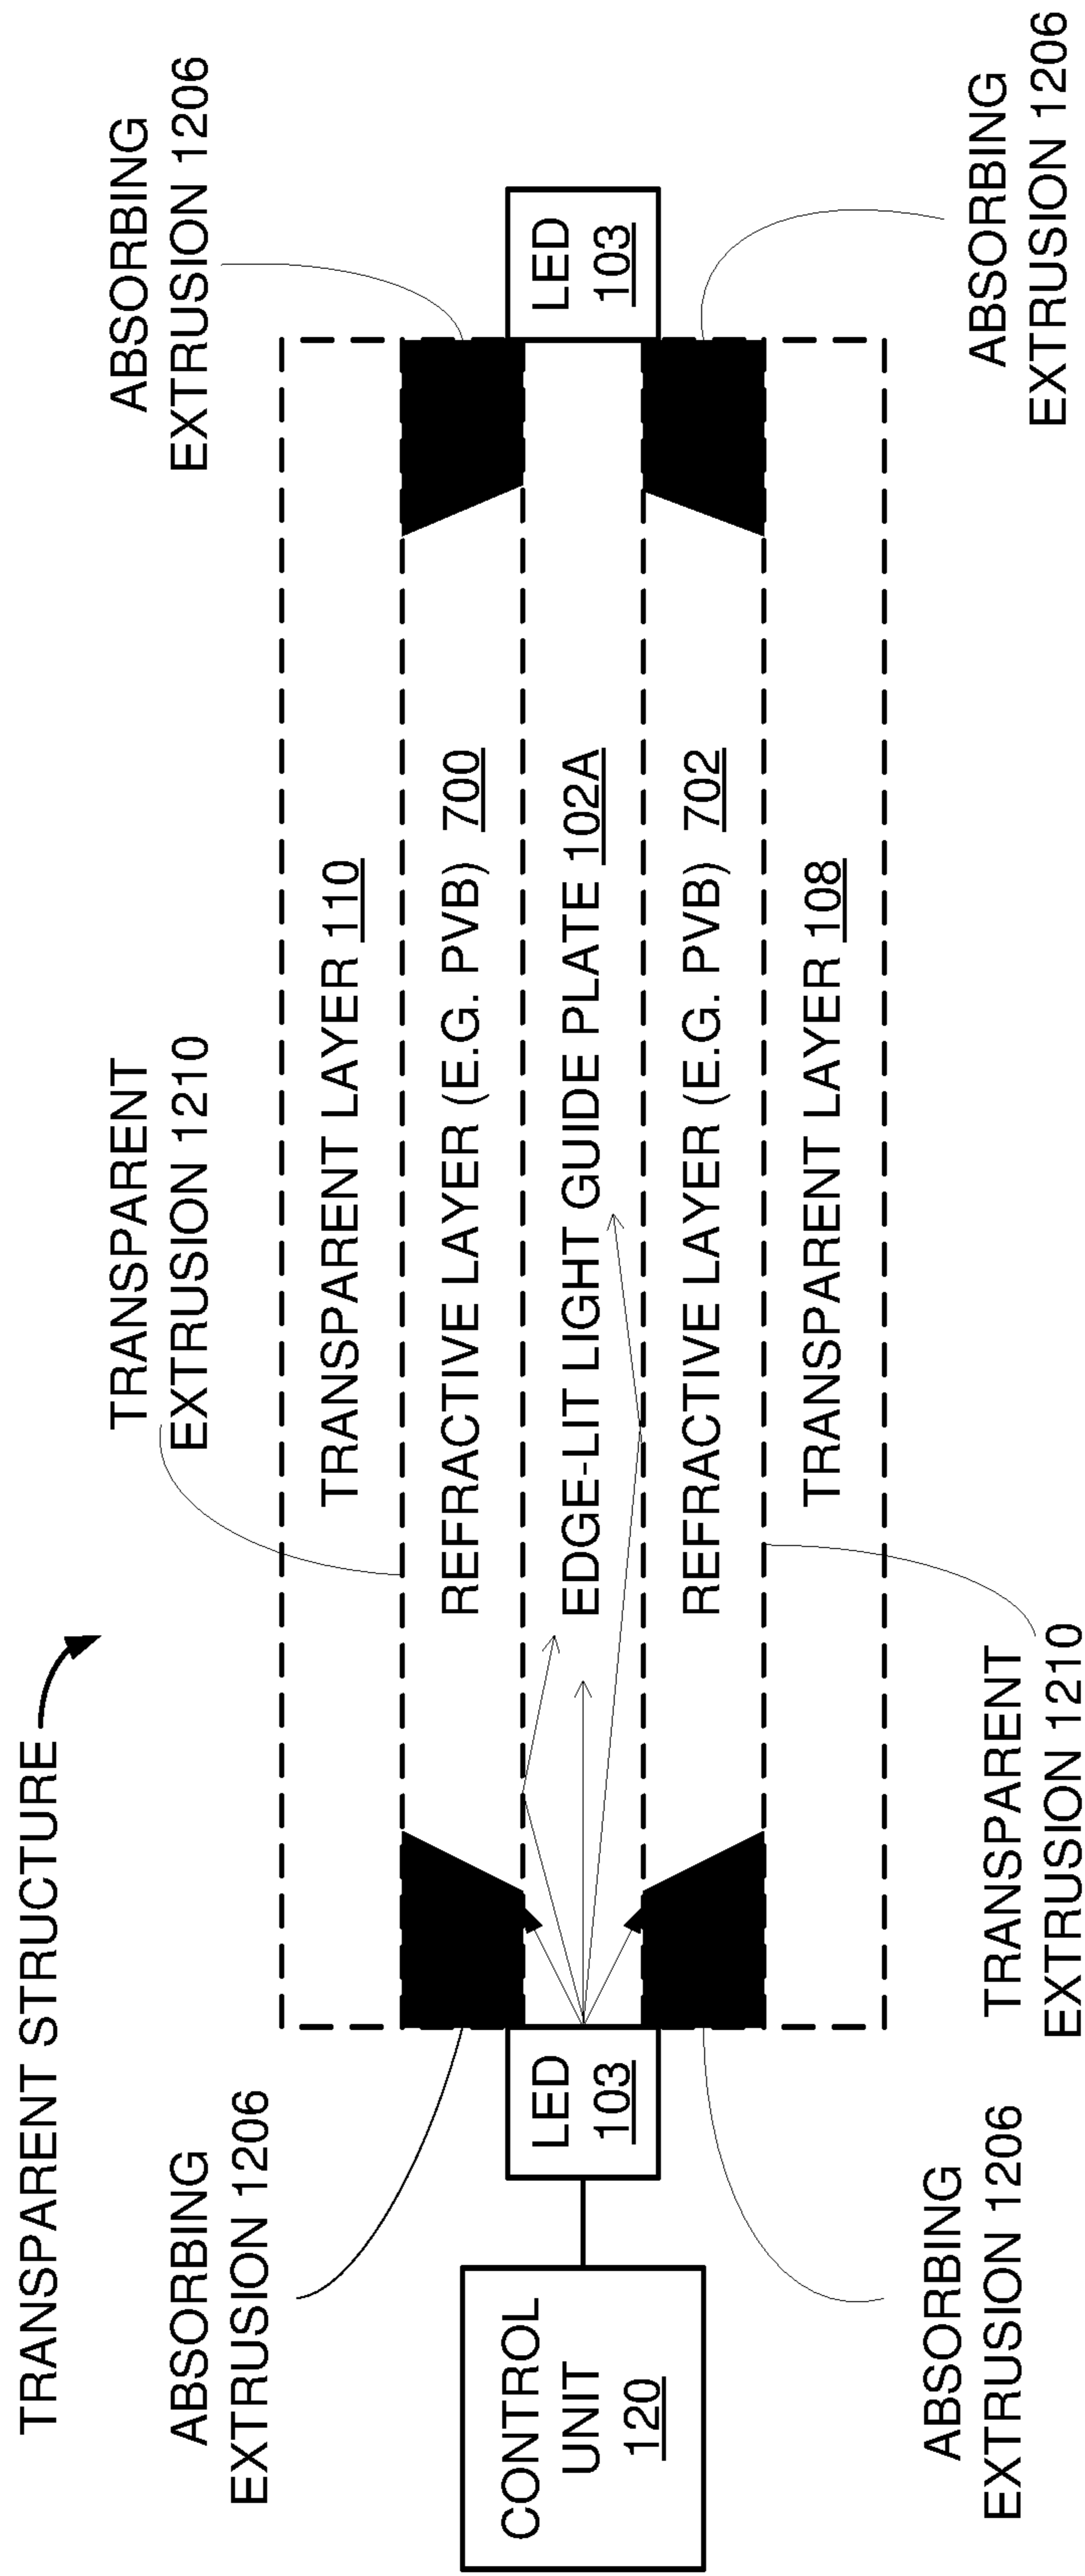 TRANSPARENT STRUCTURE
ABSORBING
EXTRUSION 1206
TRANSPARENT
EXTRUSION 1210
ABSORBING
EXTRUSION 1206
TRANSPARENT LAYER 110
REFRACTIVE LAYER (E.G. PVB) 700
CONTROL
UNIT
120
LED
103
EDGE-LIT LIGHT GUIDE PLATE 102A
LED
103
REFRACTIVE LAYER (E.G. PVB) 702
TRANSPARENT LAYER 108
ABSORBING
EXTRUSION 1206
TRANSPARENT
EXTRUSION 1210
ABSORBING
EXTRUSION 1206